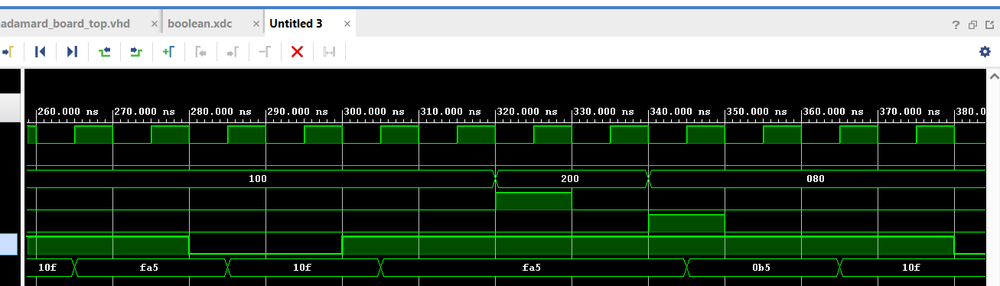 adamard_board_top.vhd × boolean.xdc × Untitled 3 ×
?
260.000 ns 270.000 ns 280.000 ns 290.000 ns 300.000 ns 310.000 ns 320.000 ns 330.000 ns 340.000 ns 350.000 ns 360.000 ns 370.000 ns 380.0
100 200 080
10f fa5 10f fa5 0b5 10f